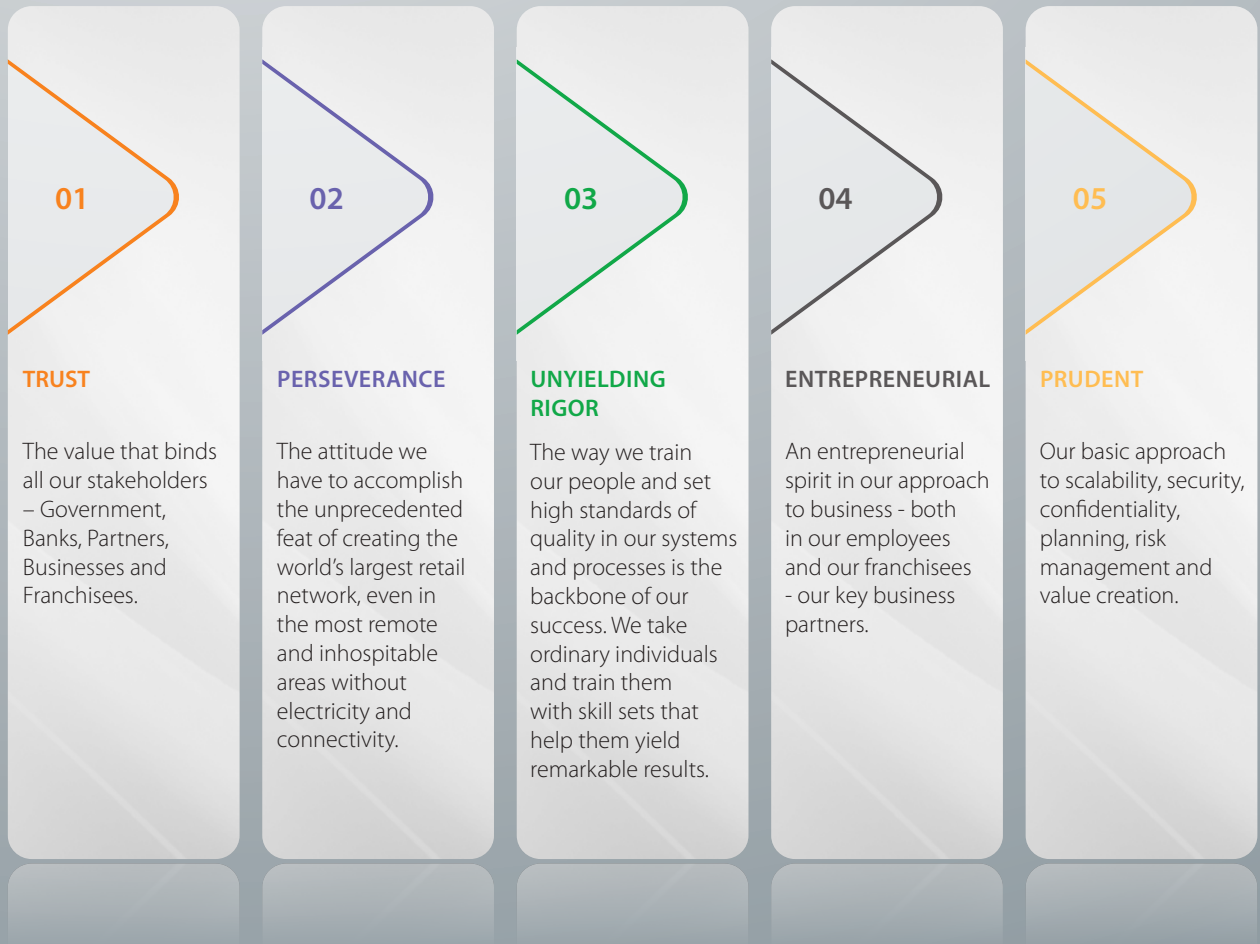 01
TRUST
The value that binds
all our stakeholders
– Government,
Banks, Partners,
Businesses and
Franchisees.
02
PERSEVERANCE
The attitude we
have to accomplish
the unprecedented
feat of creating the
world’s largest retail
network, even in
the most remote
and inhospitable
areas without
electricity and
connectivity.
03
UNYIELDING
RIGOR
The way we train
our people and set
high standards of
quality in our systems
and processes is the
backbone of our
success. We take
ordinary individuals
and train them
with skill sets that
help them yield
remarkable results.
04
ENTREPRENEURIAL
An entrepreneurial
spirit in our approach
to business - both
in our employees
and our franchisees
- our key business
partners.
05
PRUDENT
Our basic approach
to scalability, security,
confidentiality,
planning, risk
management and
value creation.